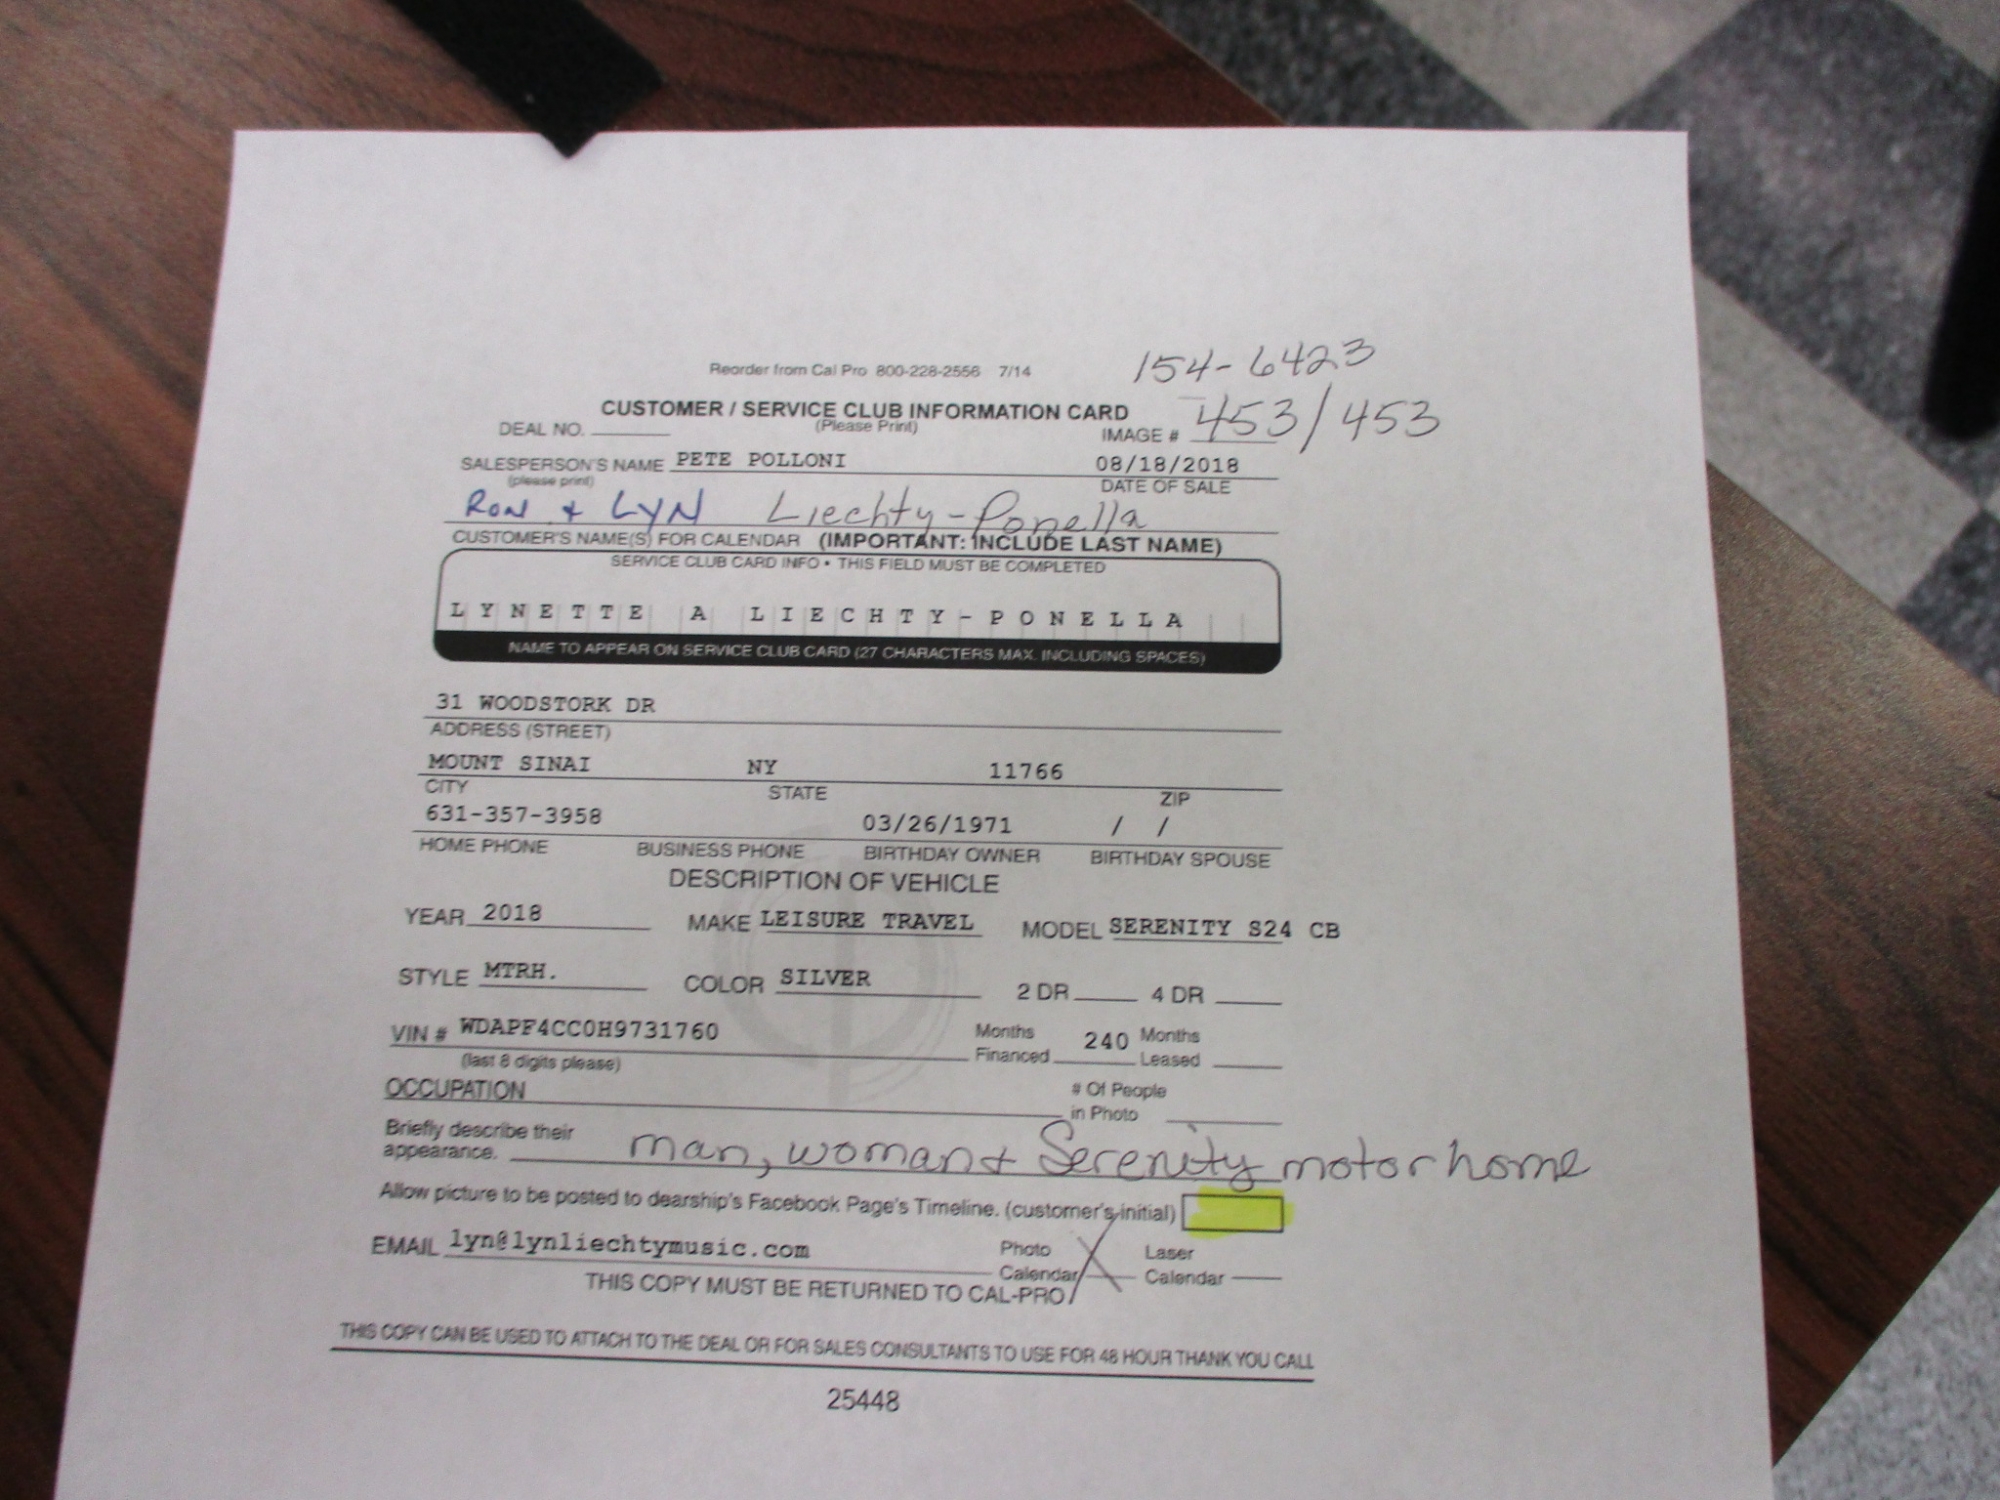 154-6423
Reorder from Cal Pro 800-228-2556 7/14
CUSTOMER / SERVICE CLUB INFORMATION CARD
(Please Print)
DEAL NO. IMAGE # 453/453
SALESPERSON'S NAME PETE POLLONI 08/18/2018
(please print) DATE OF SALE
Ron & LYN Liechty-Ponella
CUSTOMER'S NAME(S) FOR CALENDAR (IMPORTANT: INCLUDE LAST NAME)
SERVICE CLUB CARD INFO • THIS FIELD MUST BE COMPLETED
LYNETTE A LIECHTY-PONELLA
NAME TO APPEAR ON SERVICE CLUB CARD (27 CHARACTERS MAX. INCLUDING SPACES)
31 WOODSTORK DR
ADDRESS (STREET)
MOUNT SINAI NY 11766
CITY STATE ZIP
631-357-3958 03/26/1971 / /
HOME PHONE BUSINESS PHONE BIRTHDAY OWNER BIRTHDAY SPOUSE
DESCRIPTION OF VEHICLE
YEAR 2018 MAKE LEISURE TRAVEL MODEL SERENITY S24 CB
STYLE MTRH. COLOR SILVER 2 DR 4 DR
VIN # WDAPF4CC0H9731760 Months Financed 240 Months Leased
(last 8 digits please)
OCCUPATION # Of People in Photo
Briefly describe their appearance. man, woman & Serenity motorhome
Allow picture to be posted to dearship's Facebook Page's Timeline. (customer's initial)
EMAIL lyn@lynliechtymusic.com Photo Calendar X Laser Calendar
THIS COPY MUST BE RETURNED TO CAL-PRO
THIS COPY CAN BE USED TO ATTACH TO THE DEAL OR FOR SALES CONSULTANTS TO USE FOR 48 HOUR THANK YOU CALL
25448